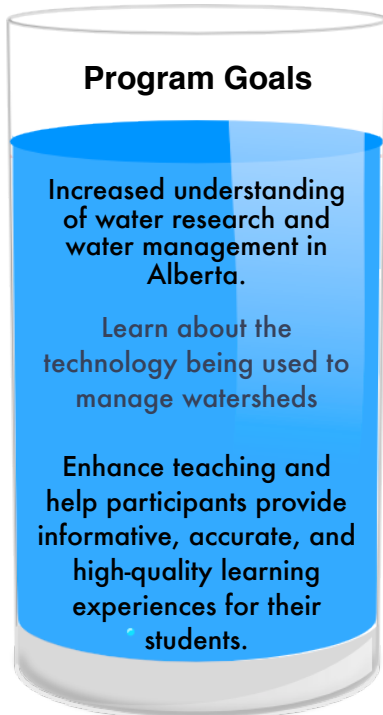 Program Goals
Increased understanding
of water research and
water management in
Alberta.
Learn about the
technology being used to
manage watersheds
Enhance teaching and
help participants provide
informative, accurate, and
high-quality learning
experiences for their
students.